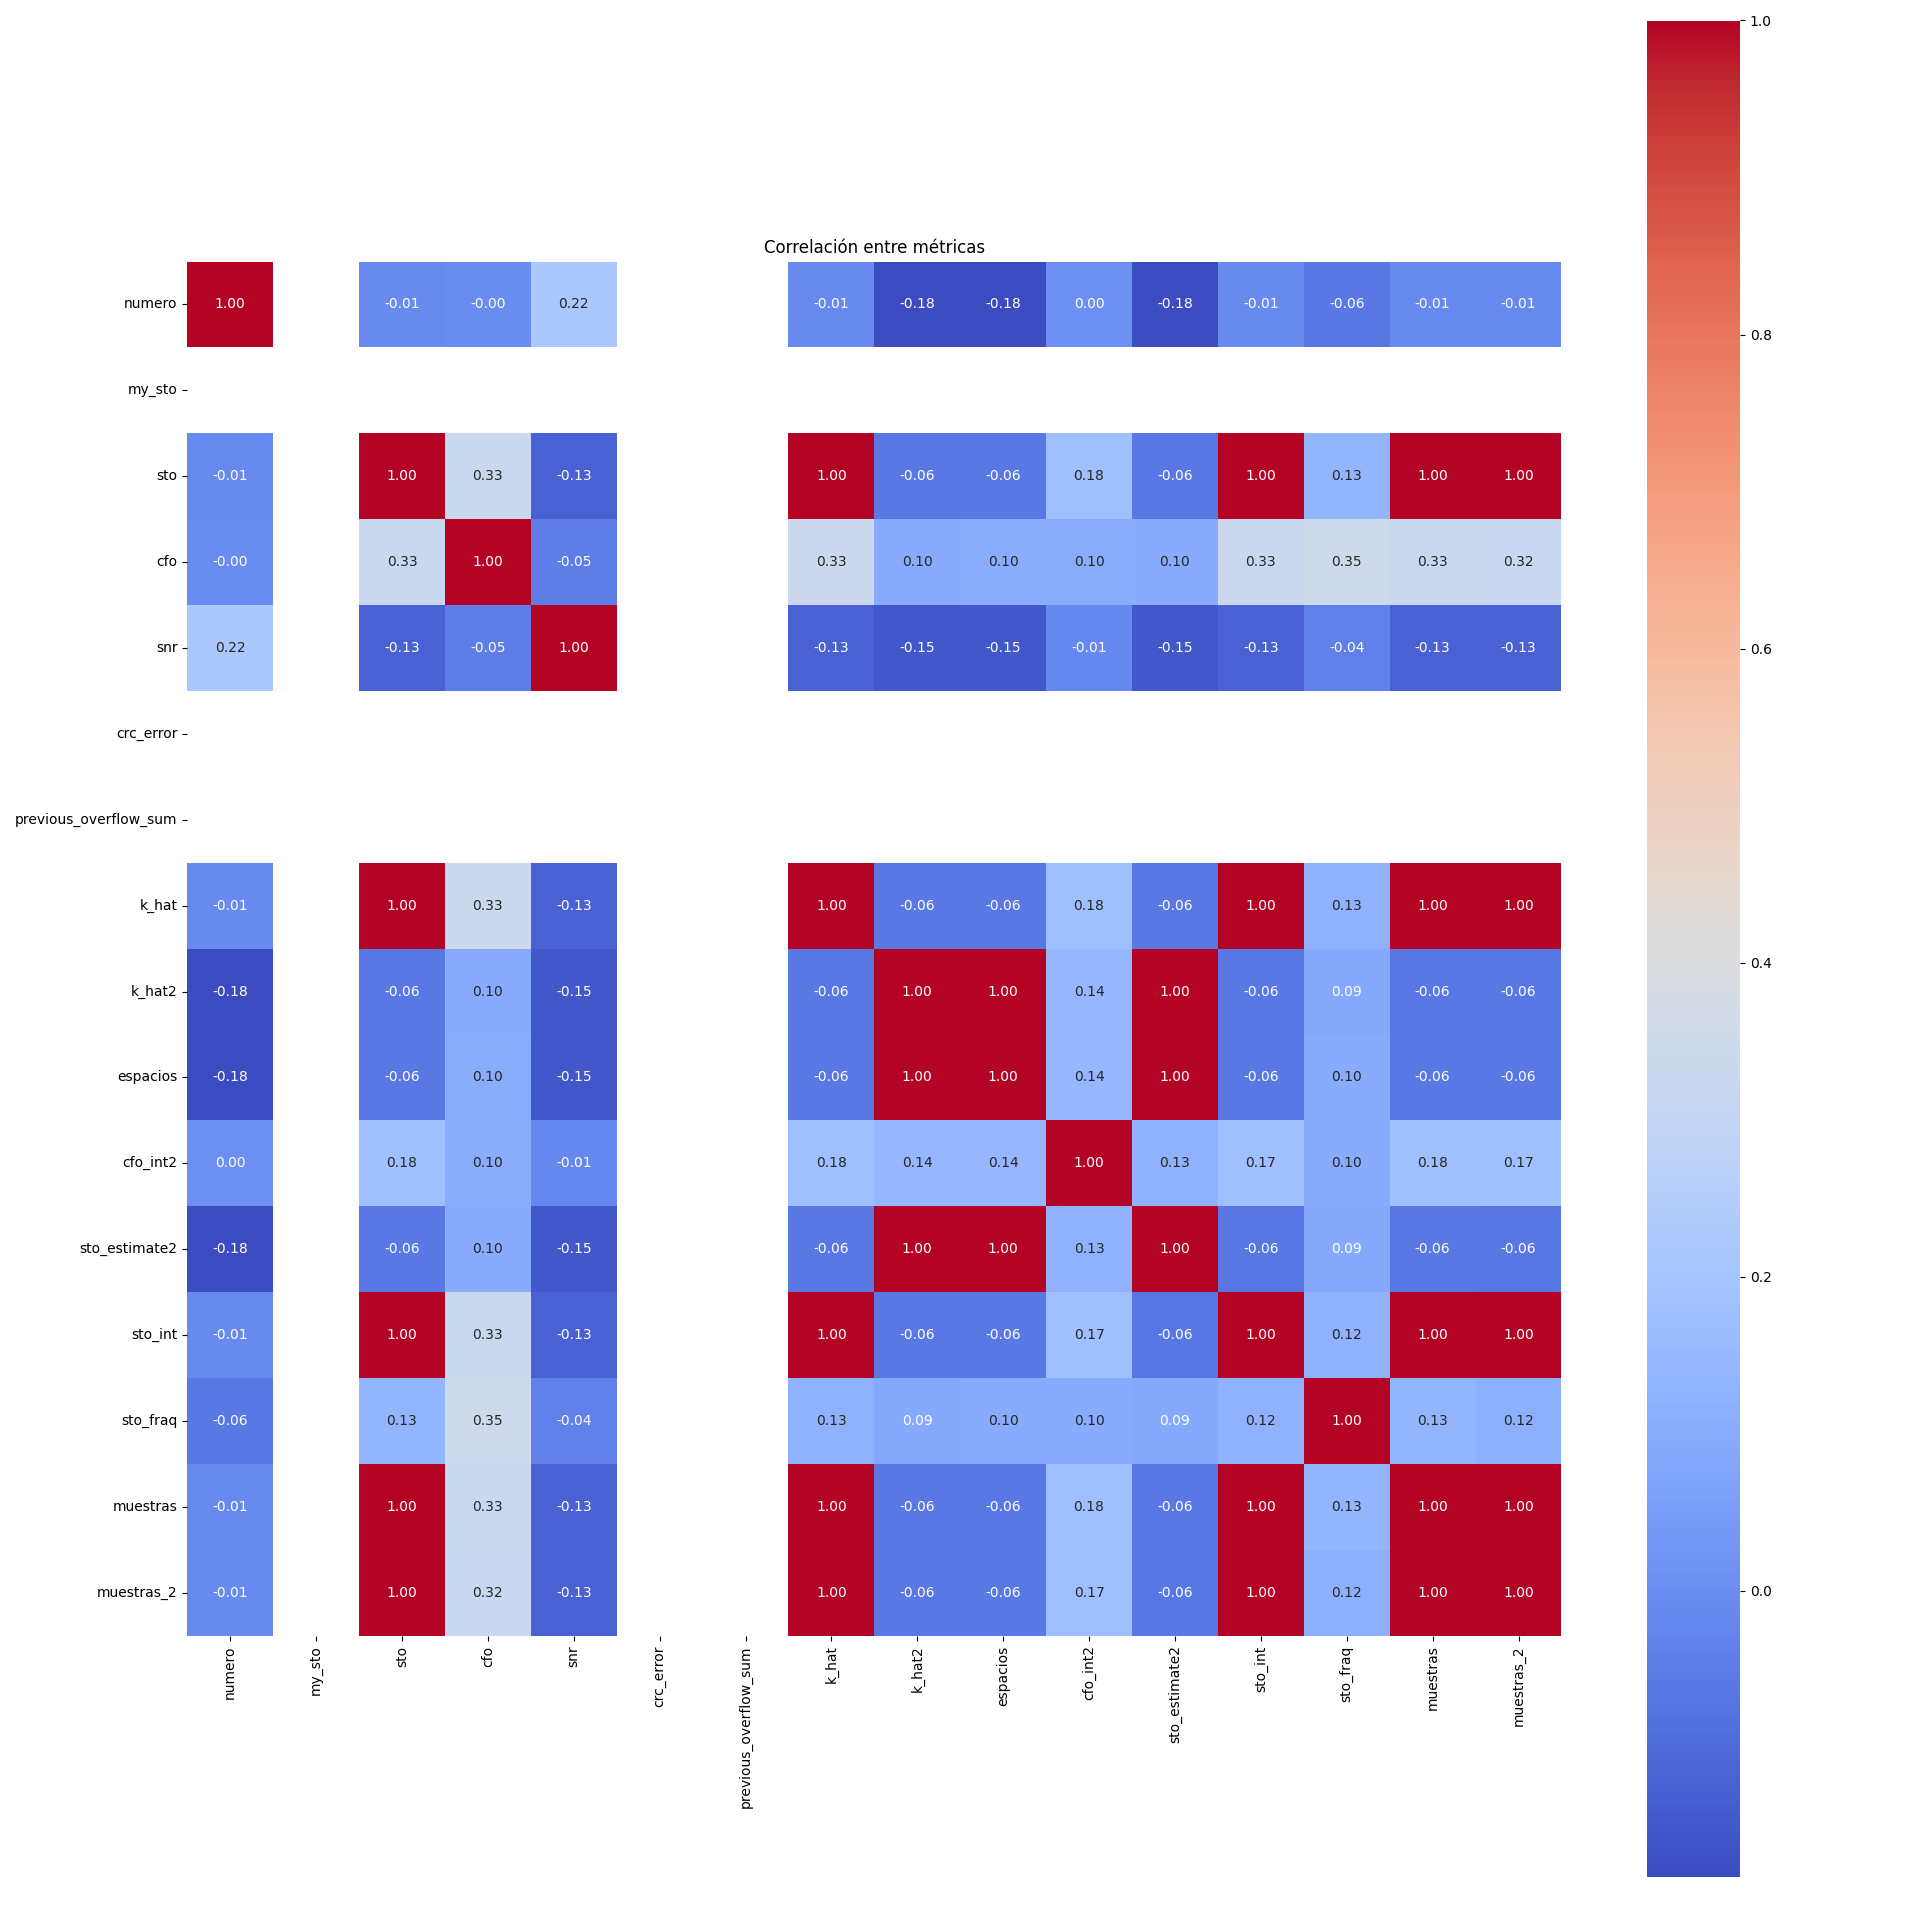 Correlación entre métricas
numero 1.00 -0.01 -0.00 0.22 -0.01 -0.18 -0.18 0.00 -0.18 -0.01 -0.06 -0.01 -0.01
my_sto
sto -0.01 1.00 0.33 -0.13 1.00 -0.06 -0.06 0.18 -0.06 1.00 0.13 1.00 1.00
cfo -0.00 0.33 1.00 -0.05 0.33 0.10 0.10 0.10 0.10 0.33 0.35 0.33 0.32
snr 0.22 -0.13 -0.05 1.00 -0.13 -0.15 -0.15 -0.01 -0.15 -0.13 -0.04 -0.13 -0.13
crc_error
previous_overflow_sum
k_hat -0.01 1.00 0.33 -0.13 1.00 -0.06 -0.06 0.18 -0.06 1.00 0.13 1.00 1.00
k_hat2 -0.18 -0.06 0.10 -0.15 -0.06 1.00 1.00 0.14 1.00 -0.06 0.09 -0.06 -0.06
espacios -0.18 -0.06 0.10 -0.15 -0.06 1.00 1.00 0.14 1.00 -0.06 0.10 -0.06 -0.06
cfo_int2 0.00 0.18 0.10 -0.01 0.18 0.14 0.14 1.00 0.13 0.17 0.10 0.18 0.17
sto_estimate2 -0.18 -0.06 0.10 -0.15 -0.06 1.00 1.00 0.13 1.00 -0.06 0.09 -0.06 -0.06
sto_int -0.01 1.00 0.33 -0.13 1.00 -0.06 -0.06 0.17 -0.06 1.00 0.12 1.00 1.00
sto_fraq -0.06 0.13 0.35 -0.04 0.13 0.09 0.10 0.10 0.09 0.12 1.00 0.13 0.12
muestras -0.01 1.00 0.33 -0.13 1.00 -0.06 -0.06 0.18 -0.06 1.00 0.13 1.00 1.00
muestras_2 -0.01 1.00 0.32 -0.13 1.00 -0.06 -0.06 0.17 -0.06 1.00 0.12 1.00 1.00
numero
my_sto
sto
cfo
snr
crc_error
previous_overflow_sum
k_hat
k_hat2
espacios
cfo_int2
sto_estimate2
sto_int
sto_fraq
muestras
muestras_2
1.0
0.8
0.6
0.4
0.2
0.0